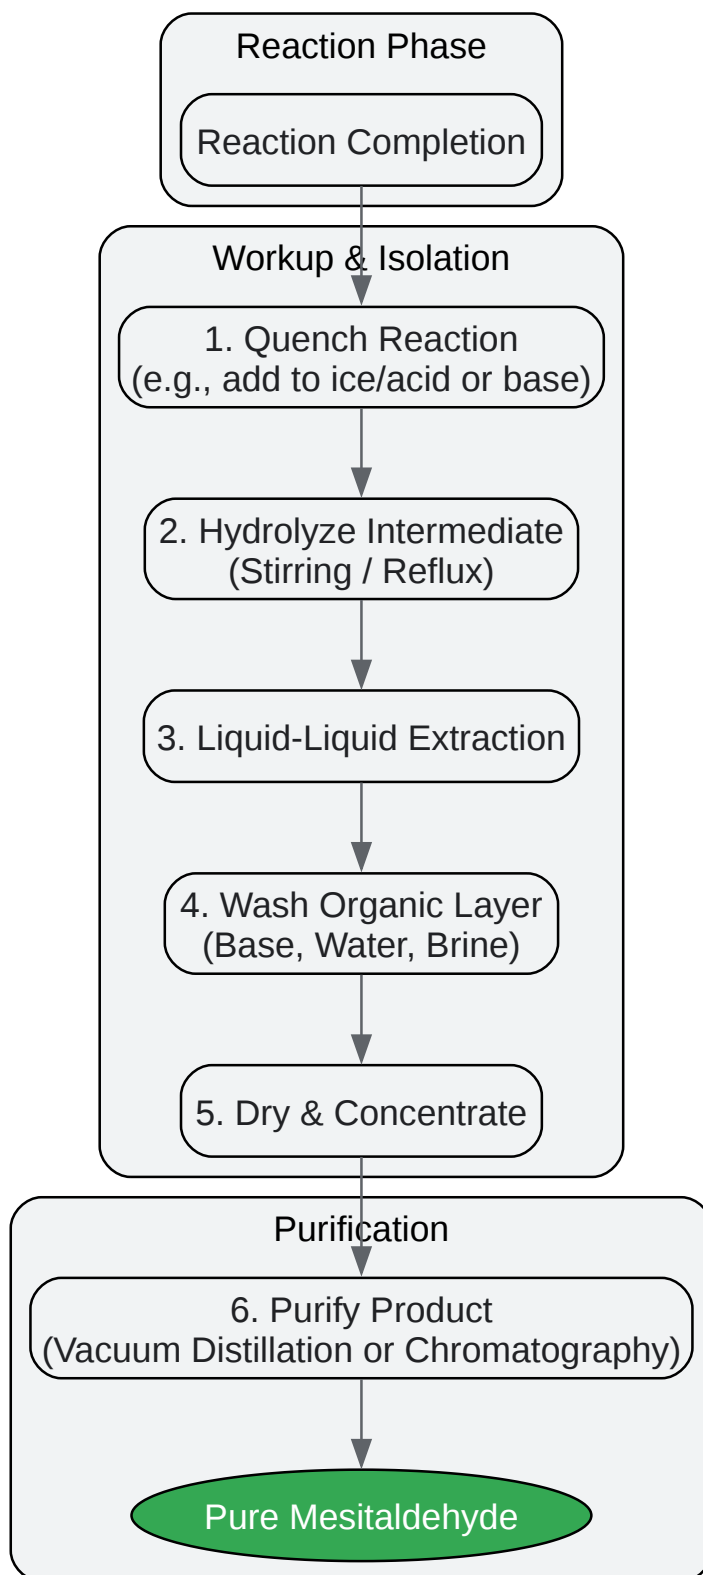 Reaction Phase
Reaction Completion
Workup & Isolation
1. Quench Reaction
(e.g., add to ice/acid or base)
2. Hydrolyze Intermediate
(Stirring / Reflux)
3. Liquid-Liquid Extraction
4. Wash Organic Layer
(Base, Water, Brine)
5. Dry & Concentrate
Purification
6. Purify Product
(Vacuum Distillation or Chromatography)
Pure Mesitaldehyde